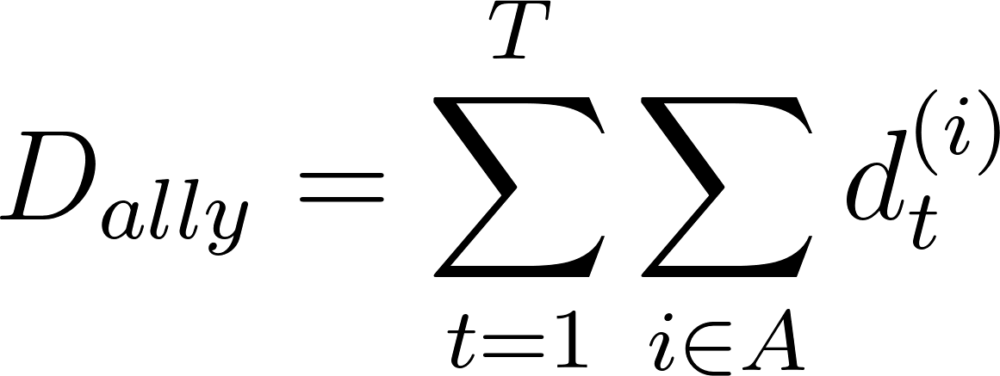 D_{ally} = \sum_{t=1}^{T} \sum_{i \in A} d_t^{(i)}